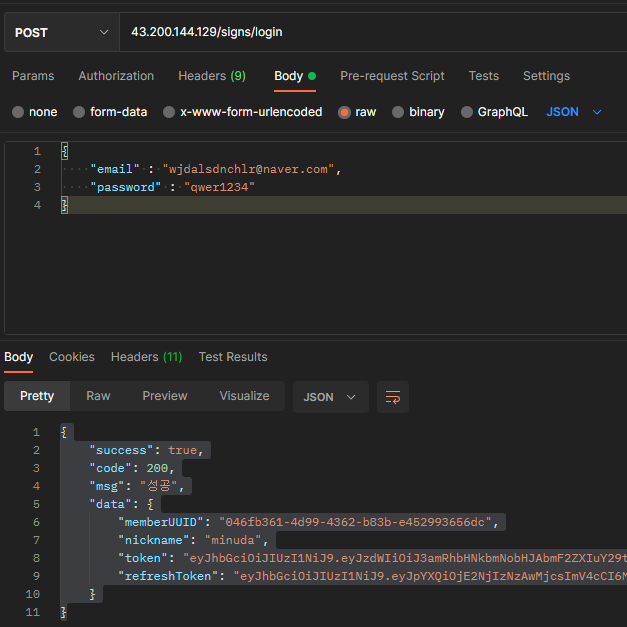 POST 43.200.144.129/signs/login
Params Authorization Headers (9) Body Pre-request Script Tests Settings
none form-data x-www-form-urlencoded raw binary GraphQL JSON
1 {
2 "email" : "wjdalsdnchlr@naver.com",
3 "password" : "qwer1234"
4 }
Body Cookies Headers (11) Test Results
Pretty Raw Preview Visualize JSON
1 {
2 "success": true,
3 "code": 200,
4 "msg": "성공",
5 "data": {
6 "memberUUID": "046fb361-4d99-4362-b83b-e452993656dc",
7 "nickname": "minuda",
8 "token": "eyJhbGciOiJIUzI1NiJ9.eyJzdWIiOiJ3amRhbHNkbmNobHJAbmF2ZXIuY29t
9 "refreshToken": "eyJhbGciOiJIUzI1NiJ9.eyJpYXQiOjE2NjIzNzAwMjcsImV4cCI6M
10 }
11 }